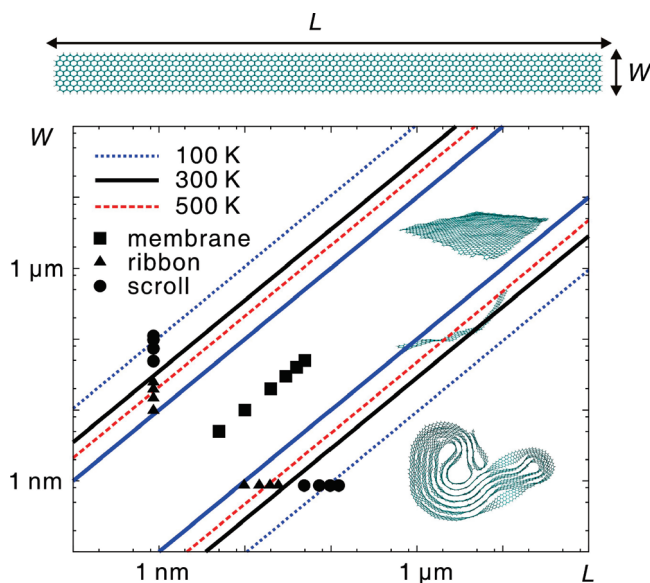 L
W
W
100 K
300 K
500 K
membrane
ribbon
scroll
1 μm
1 nm
1 nm
1 μm
L